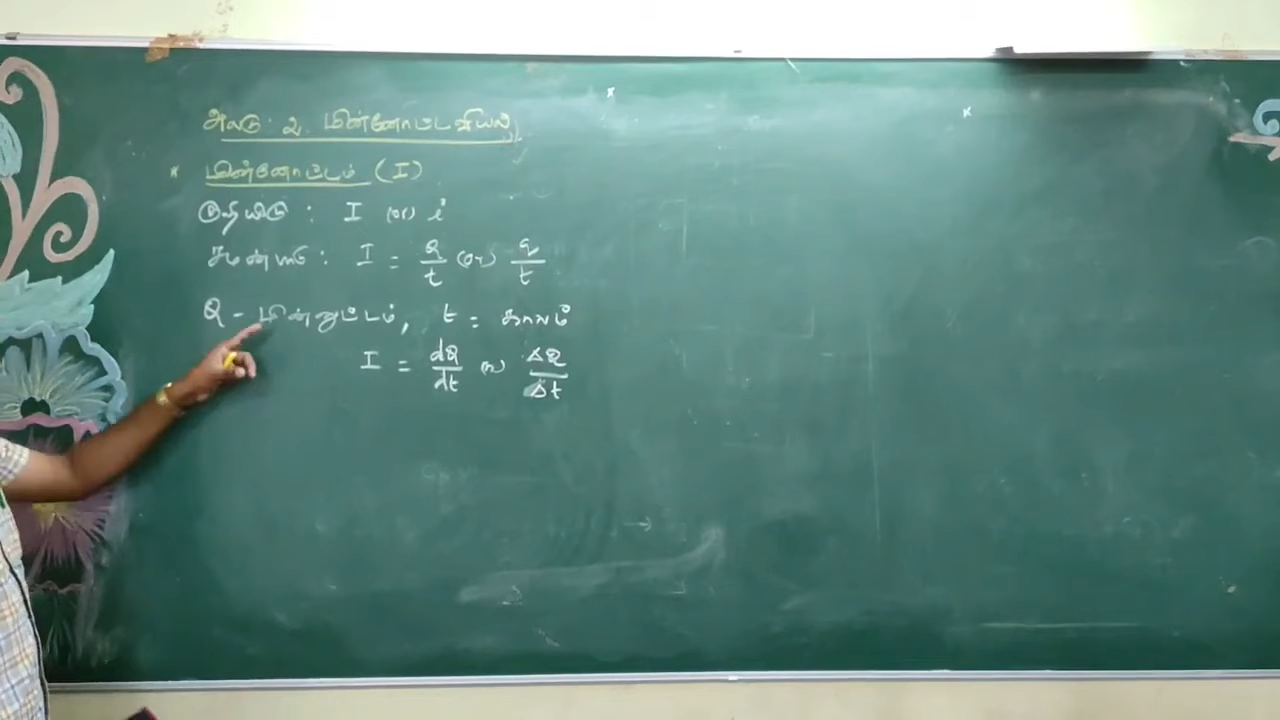 அலகு 2. மின்னோட்டவியல்
* மின்னோட்டம் (I)
குறியீடு : I (or) i
சமன்பாடு : I = Q/t (or) q/t
Q - மின்னூட்டம், t = காலம்
I = dQ/dt (or) ΔQ/Δt